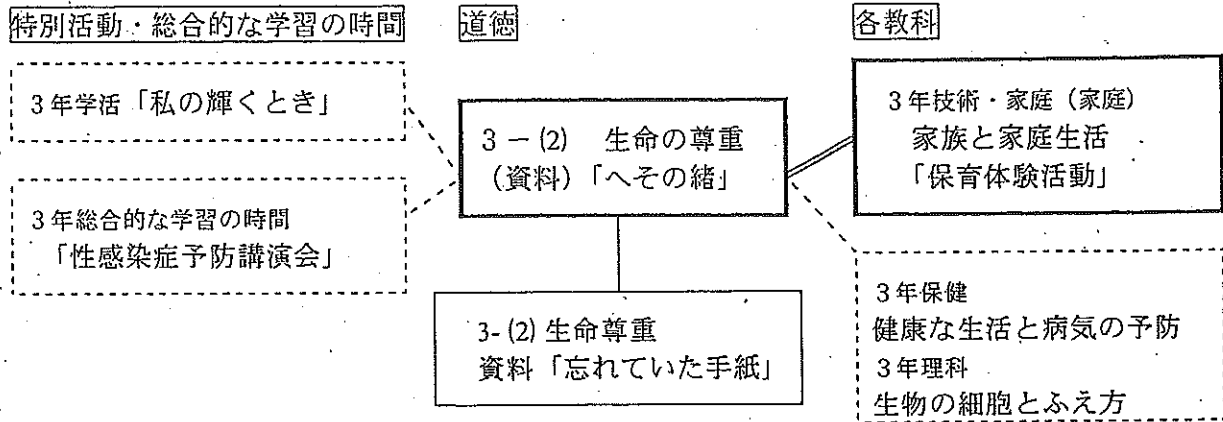 特別活動・総合的な学習の時間
3年学活「私の輝くとき」
3年総合的な学習の時間
「性感染症予防講演会」
道徳
3－(2)　生命の尊重
（資料）「へその緒」
3-(2)生命尊重
資料「忘れていた手紙」
各教科
3年技術・家庭（家庭）
家族と家庭生活
「保育体験活動」
3年保健
健康な生活と病気の予防
3年理科
生物の細胞とふえ方